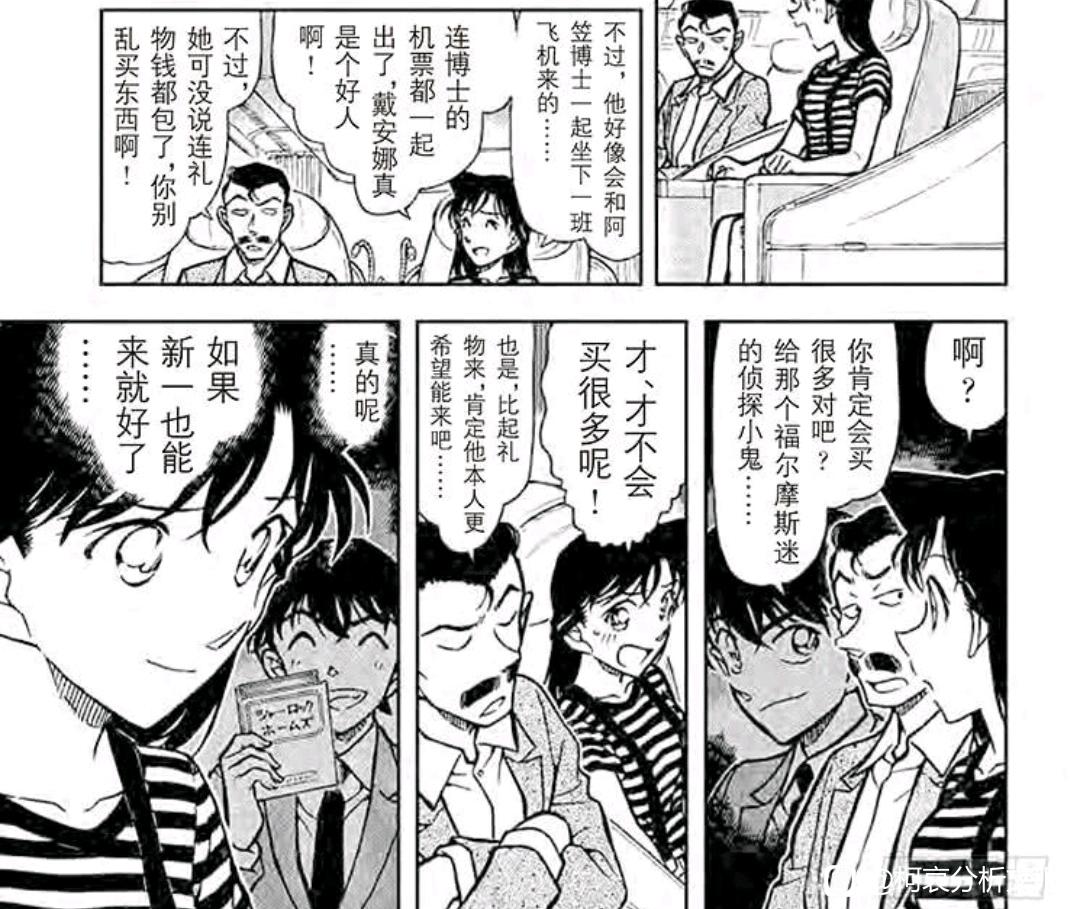 不过，他好像会和阿
笠博士一起坐下一班
飞机来的……
连博士的
机票都一起
出了，戴安娜真
是个好人
啊！
不过，
她可没说连礼
物钱都包了，你别
乱买东西啊！
啊？
你肯定会买
很多对吧？
给那个福尔摩斯迷
的侦探小鬼……
才、才不会
买很多呢！
也是，比起礼
物来，肯定他本人更
希望能来吧……
真的呢
……
如果
新一也能
来就好了
……
シャーロック
ホームズ
@柯哀分析